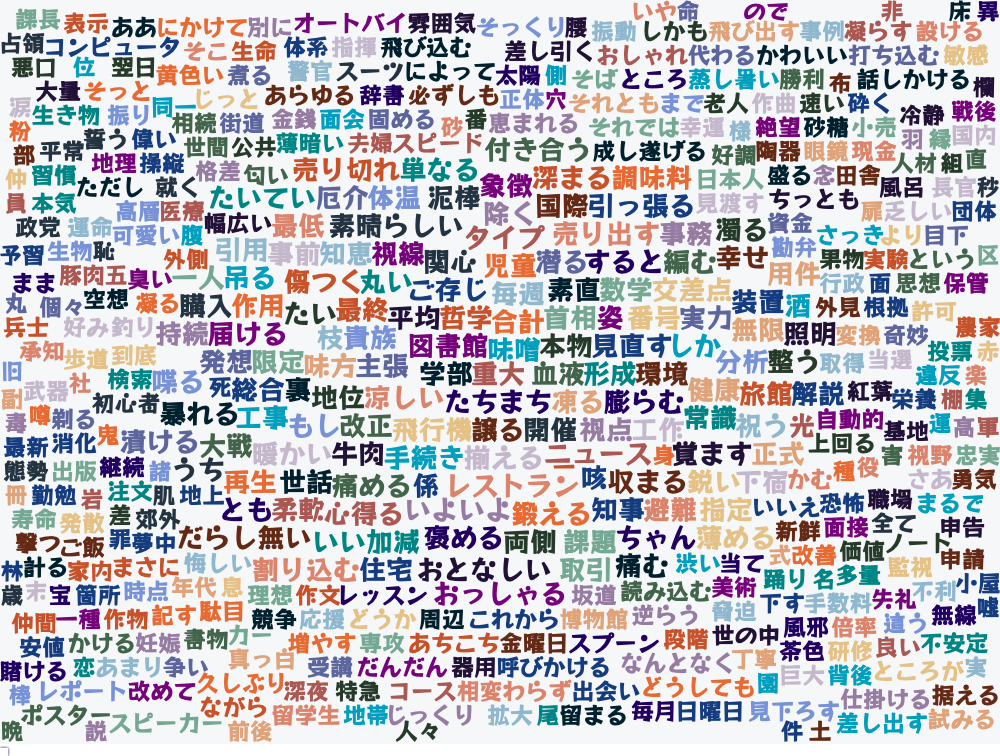 課長 表示 ああ にかけて 別に オートバイ 雰囲気 そっくり 腰 いや 命 ので 非 床 異
振動 しかも 飛び出す 事例 凝らす 設ける
占領 コンピュータ そこ 生命 体系 指揮 飛び込む 差し引く おしゃれ 代わる かわいい 打ち込む 敏感
悪口 位 翌日 黄色い 煮る 警官 スーツ によって 太陽 側 そば ところ 蒸し暑い 勝利 布 話しかける 欄
大量 そっと じっと あらゆる 辞書 必ずしも 正体 穴 それとも まで 老人 作曲 速い 砕く 冷静 戦後
涙 生き物 振り 同一 相続 街道 金銭 面会 固める 砂 番 恵まれる それでは 幸運 様 絶望 砂糖 小売 羽 縁 国内
粉 誓う 偉い 世間 公共 薄暗い 夫婦 スピード 付き合う 成し遂げる 好調 陶器 眼鏡 現金 人材 組 直
部 平常 地理 操縦 格差 匂い 売り切れ 単なる 象徴 深まる 調味料 日本人 盛る 念 田舎 風呂 長官 秒
仲 習慣 ただし 就く たいてい 厄介 体温 泥棒 除く 国際 引っ張る 見渡す ちっとも 扉 乏しい 団体
員 本気 高層 医療 幅広い 最低 素晴らしい タイプ 売り出す 事務 濁る 資金 さっき より 目下
政党 運命 可愛い 腹 引用 事前 知恵 視線 関心 児童 潜る すると 編む 幸せ 勘弁 果物 実験 という 区
予習 生物 恥 外側 一人 吊る 傷つく 丸い ご存じ 毎週 素直 数学 交差点 装置 用件 行政 面 思想 保管
まま 豚肉 五 臭い 空想 凝る 購入 作用 たい 最終 平均 哲学 合計 首相 姿 番号 実力 酒 外見 根拠 許可
丸 個々 兵士 好み 釣り 持続 届ける 枝 貴族 図書館 味噌 本物 見直す しか 無限 照明 変換 奇妙 農家
承知 歩道 到底 発想 限定 味方 主張 学部 重大 血液 形成 環境 分析 整う 取得 当選 投票 赤
旧 武器 社 検索 喋る 死 総合 裏 地位 涼しい たちまち 凍る 膨らむ 健康 旅館 解説 紅葉 違反 楽
副 噂 剃る 初心者 暴れる 工事 もし 改正 飛行機 譲る 開催 視点 工作 常識 祝う 光 自動的 栄養 棚 集
毒 鬼 漬ける 大戦 暖かい 牛肉 手続き 揃える ニュース 身 覚ます 正式 上回る 基地 運 高 軍
最新 消化 継続 諸 うち 再生 世話 痛める 係 レストラン 咳 収まる 鋭い 下宿 かむ 種 役 害 視野 忠実
態勢 出版 注文 肌 地上 とも 柔軟 心得る いよいよ 鍛える 知事 避難 指定 いいえ 恐怖 職場 さあ 勇気
冊 勤勉 岩 差 郊外 だらし無い いい加減 褒める 両側 課題 ちゃん 薄める 新鮮 面接 全て まるで
寿命 発散 罪 夢中 悔しい 割り込む 住宅 おとなしい 取引 痛む 渋い 当て 式 改善 価値 ノート 申告
撃つ ご飯 家内 まさに 年代 息 理想 作文 レッスン おっしゃる 坂道 読み込む 美術 踊り 名 多量 監視 申請
林 計る 箇所 時点 記す 駄目 競争 応援 どうか 周辺 これから 博物館 逆らう 脅迫 下す 手数料 失礼 不利 小屋
歳 末 宝 仲間 一種 作物 書物 カー 増やす 専攻 あちこち 金曜日 スプーン 段階 世の中 風邪 倍率 違う 無線 嘘
安値 かける 妊娠 真っ白 受講 だんだん 器用 呼びかける なんとなく 丁寧 茶色 研修 良い 不安定
賭ける 恋 あまり 争い 久しぶり 深夜 特急 コース 相変わらず 出会い どうしても 園 巨大 背後 ところが 実
棒 レポート 改めて ながら 留学生 地帯 じっくり 拡大 尾 留まる 毎月 日曜日 見下ろす 仕掛ける 据える
晩 ポスター 説 スピーカー 前後 人々 件 土 差し出す 試みる